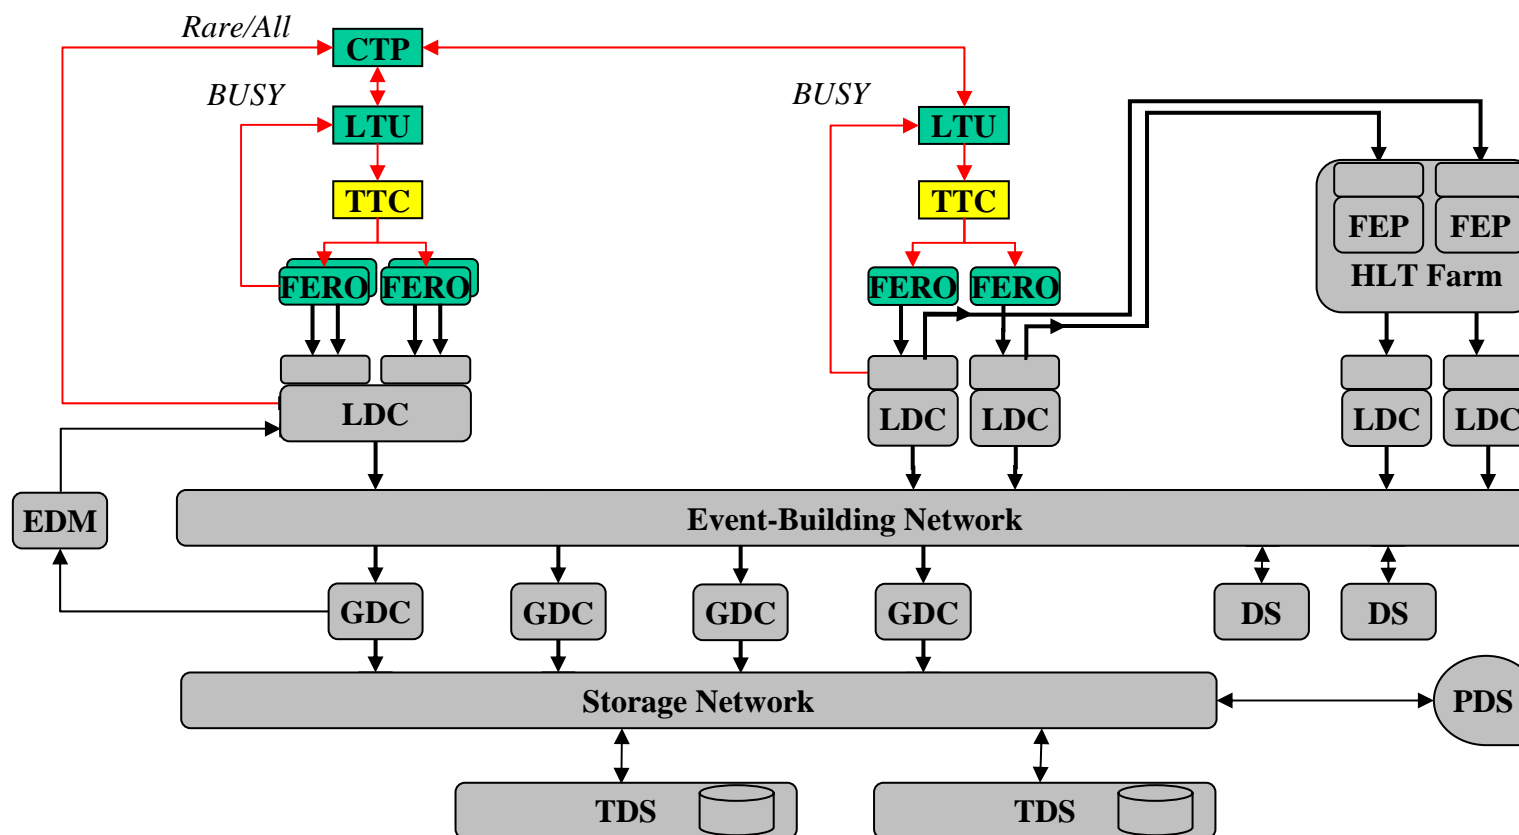 Rare/All
CTP
BUSY
BUSY
LTU
LTU
TTC
TTC
FEP
FEP
HLT Farm
FERO
FERO
FERO
FERO
LDC
LDC
LDC
LDC
LDC
EDM
Event-Building Network
GDC
GDC
GDC
GDC
DS
DS
Storage Network
PDS
TDS
TDS